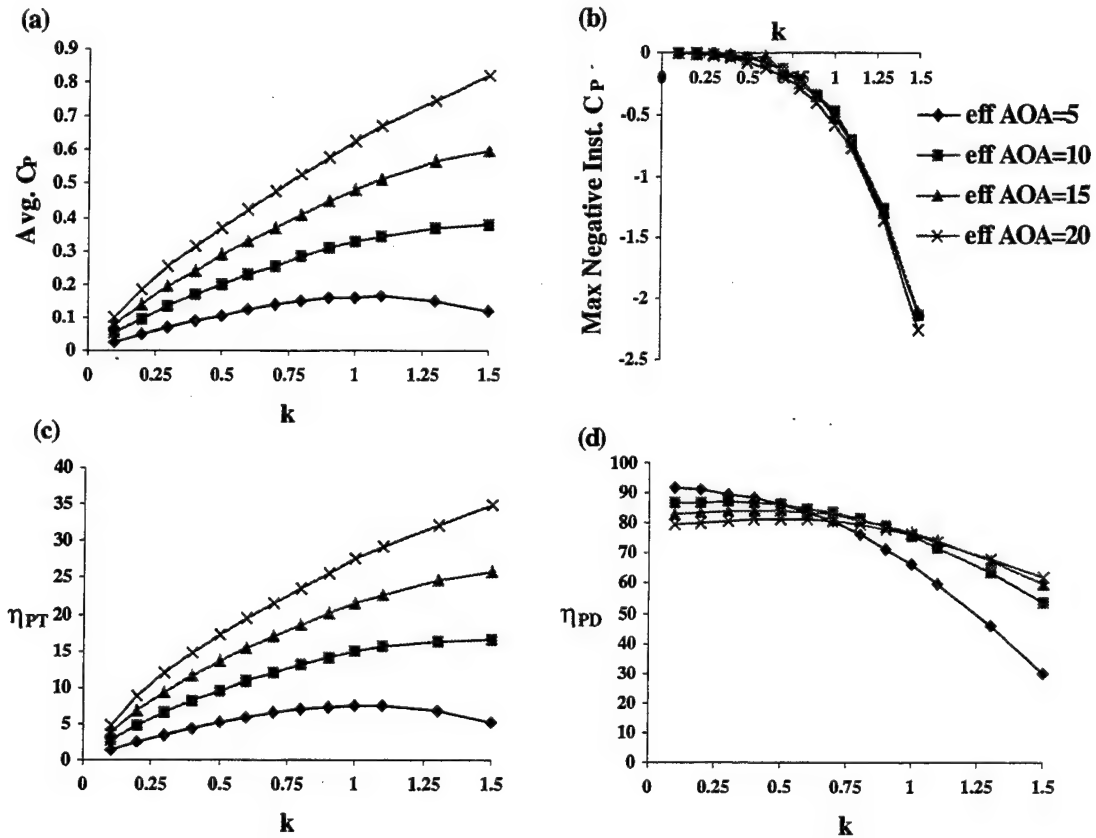 (a)
0.9
0.8
0.7
0.6
0.5
0.4
0.3
0.2
0.1
0
Avg. CP
0 0.25 0.5 0.75 1 1.25 1.5
k
(b)
k
0
-0.5
-1
-1.5
-2
-2.5
Max Negative Inst. CP
0 0.25 0.5 0.75 1 1.25 1.5
eff AOA=5
eff AOA=10
eff AOA=15
eff AOA=20
(c)
40
35
30
25
20
15
10
5
0
ηPT
0 0.25 0.5 0.75 1 1.25 1.5
k
(d)
100
90
80
70
60
50
40
30
20
10
0
ηPD
0 0.25 0.5 0.75 1 1.25 1.5
k